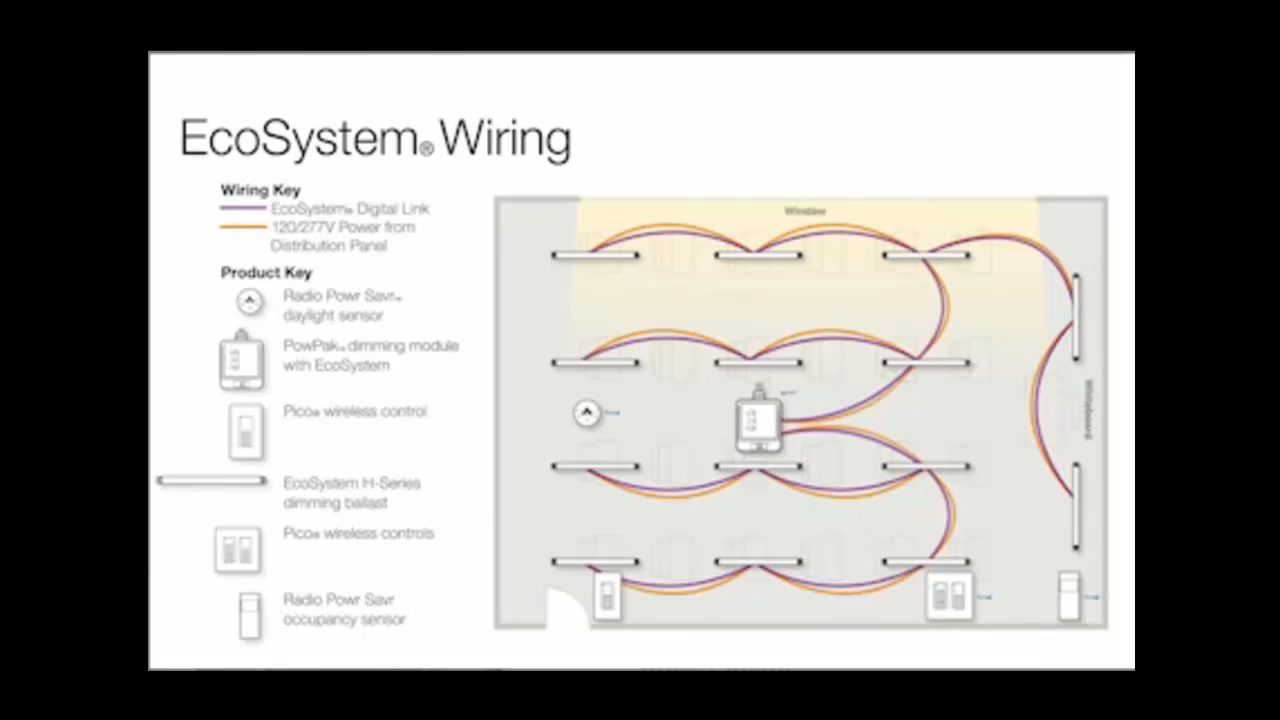 EcoSystem® Wiring
Wiring Key
EcoSystem® Digital Link
120/277V Power from
Distribution Panel
Product Key
Radio Powr Savr™
daylight sensor
PowPak™ dimming module
with EcoSystem
Pico® wireless control
EcoSystem H-Series
dimming ballast
Pico® wireless controls
Radio Powr Savr
occupancy sensor
Window
Whiteboard